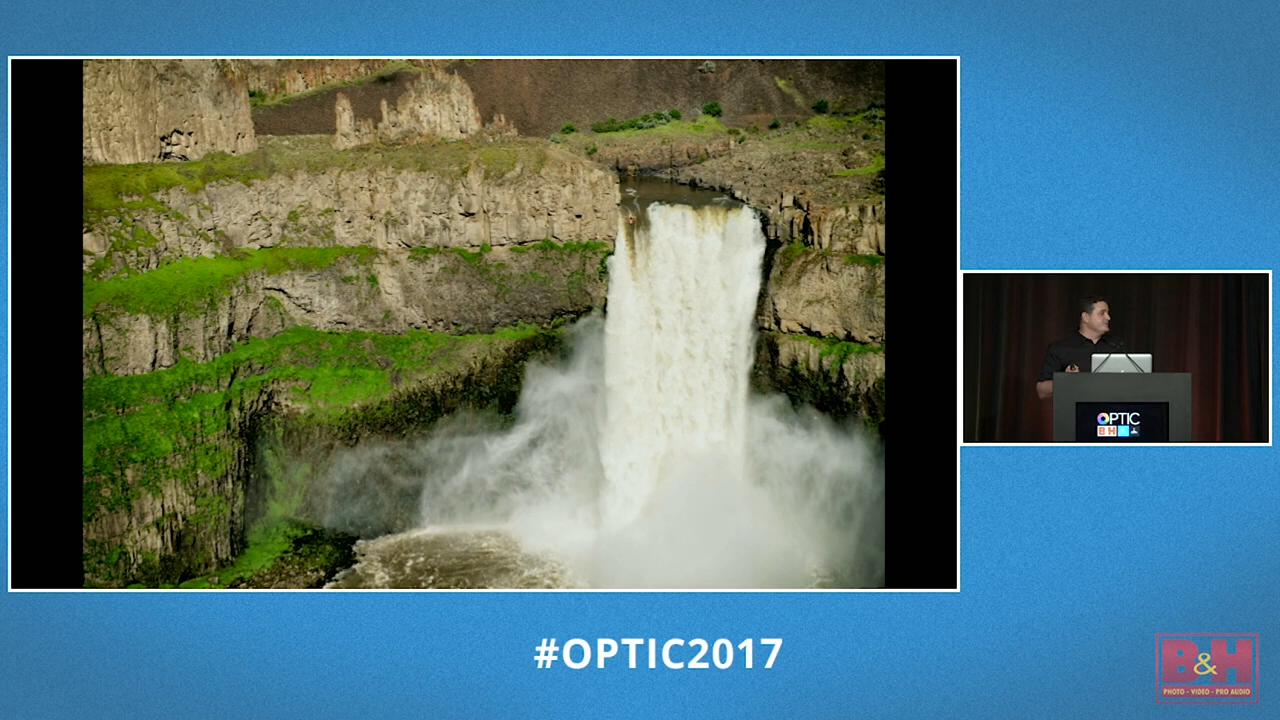 OPTIC
B H
#OPTIC2017
B&H
PHOTO - VIDEO - PRO AUDIO